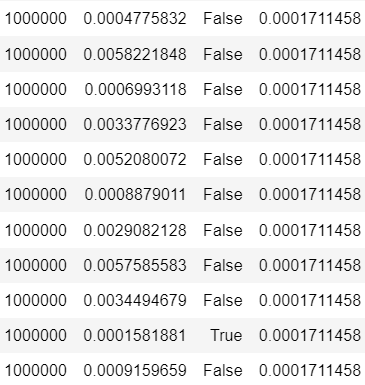 1000000 0.0004775832 False 0.0001711458
1000000 0.0058221848 False 0.0001711458
1000000 0.0006993118 False 0.0001711458
1000000 0.0033776923 False 0.0001711458
1000000 0.0052080072 False 0.0001711458
1000000 0.0008879011 False 0.0001711458
1000000 0.0029082128 False 0.0001711458
1000000 0.0057585583 False 0.0001711458
1000000 0.0034494679 False 0.0001711458
1000000 0.0001581881 True 0.0001711458
1000000 0.0009159659 False 0.0001711458